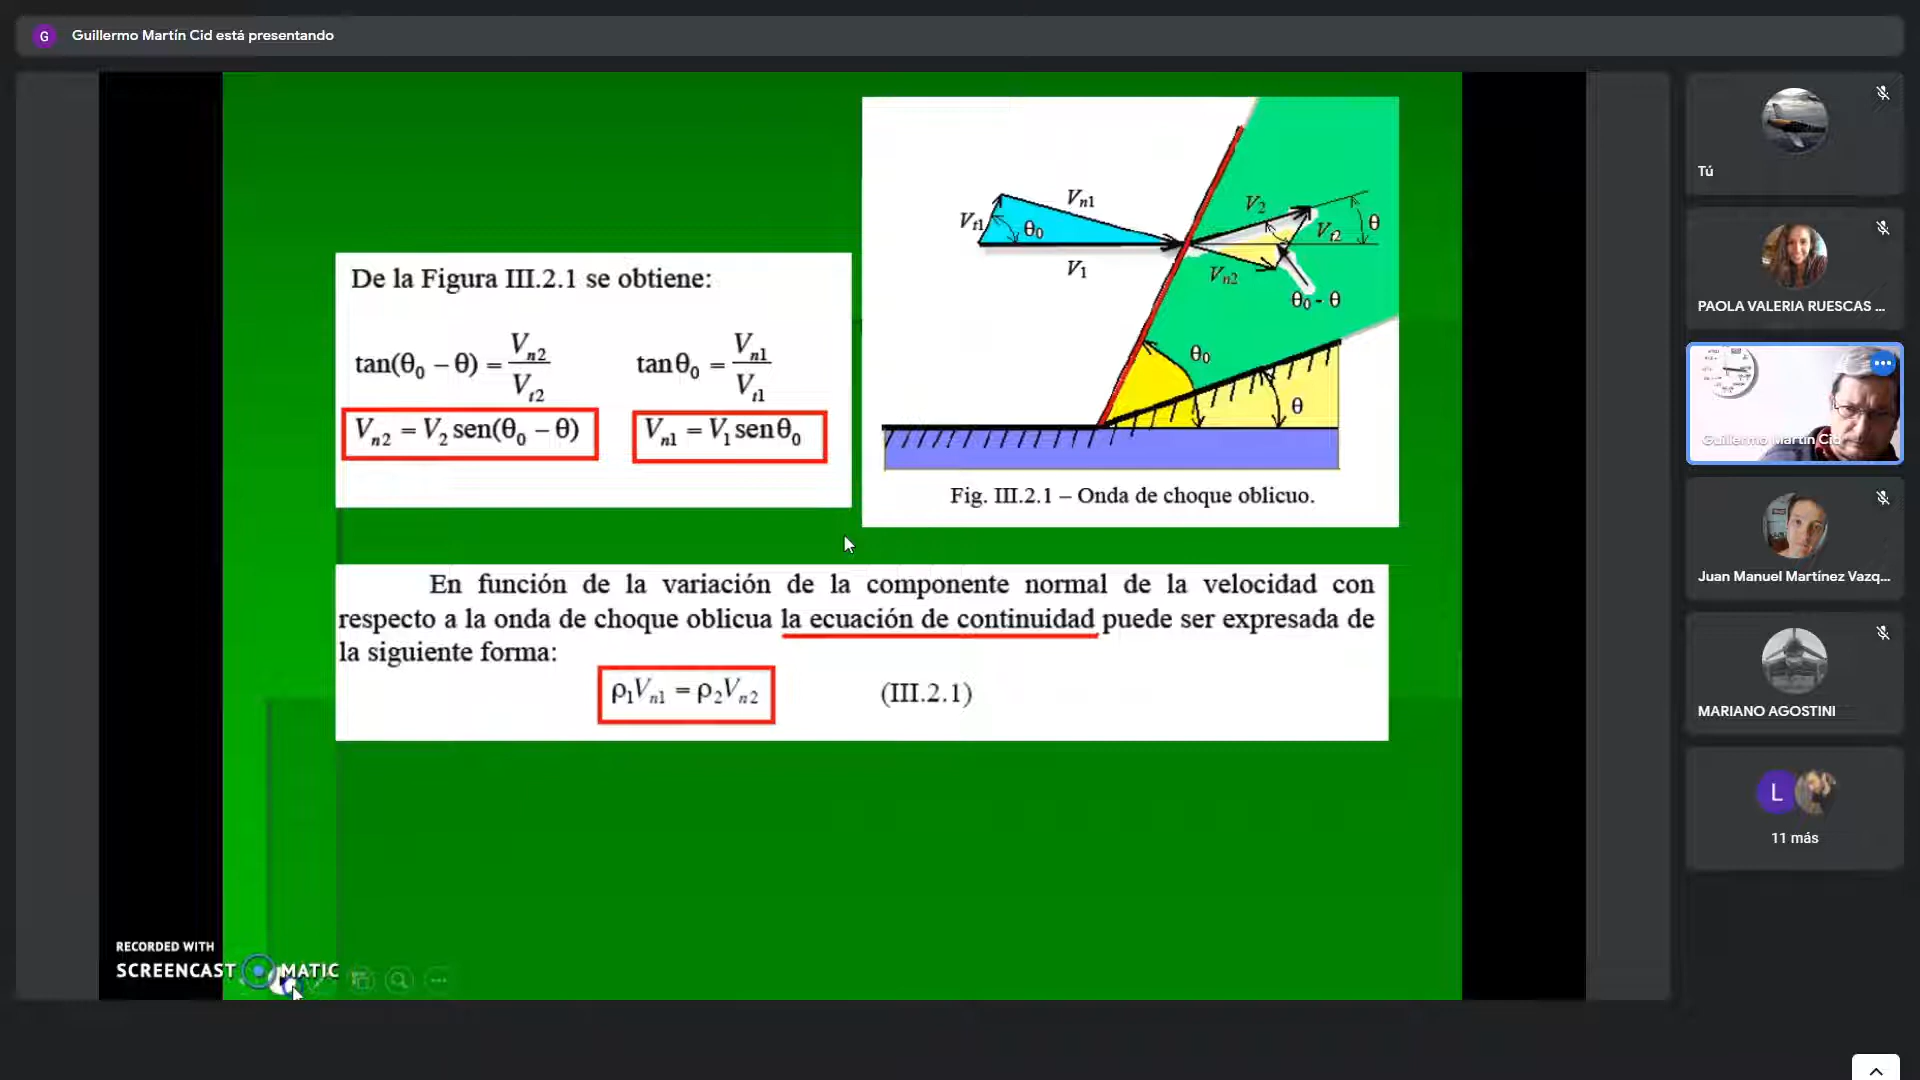 G Guillermo Martín Cid está presentando
De la Figura III.2.1 se obtiene:
tan(θ₀ – θ) = Vn2 / Vt2
tanθ₀ = Vn1 / Vt1
Vn2 = V2 sen(θ₀ – θ)
Vn1 = V1 senθ₀
Vt1
θ₀
Vn1
V1
V2
Vt2
θ
Vn2
θ₀ - θ
θ₀
θ
Fig. III.2.1 – Onda de choque oblicuo.
En función de la variación de la componente normal de la velocidad con
respecto a la onda de choque oblicua la ecuación de continuidad puede ser expresada de
la siguiente forma:
ρ1Vn1 = ρ2Vn2 (III.2.1)
RECORDED WITH
SCREENCAST MATIC
Tú
PAOLA VALERIA RUESCAS ...
Guillermo Martín Cid
Juan Manuel Martínez Vazq...
MARIANO AGOSTINI
L
11 más